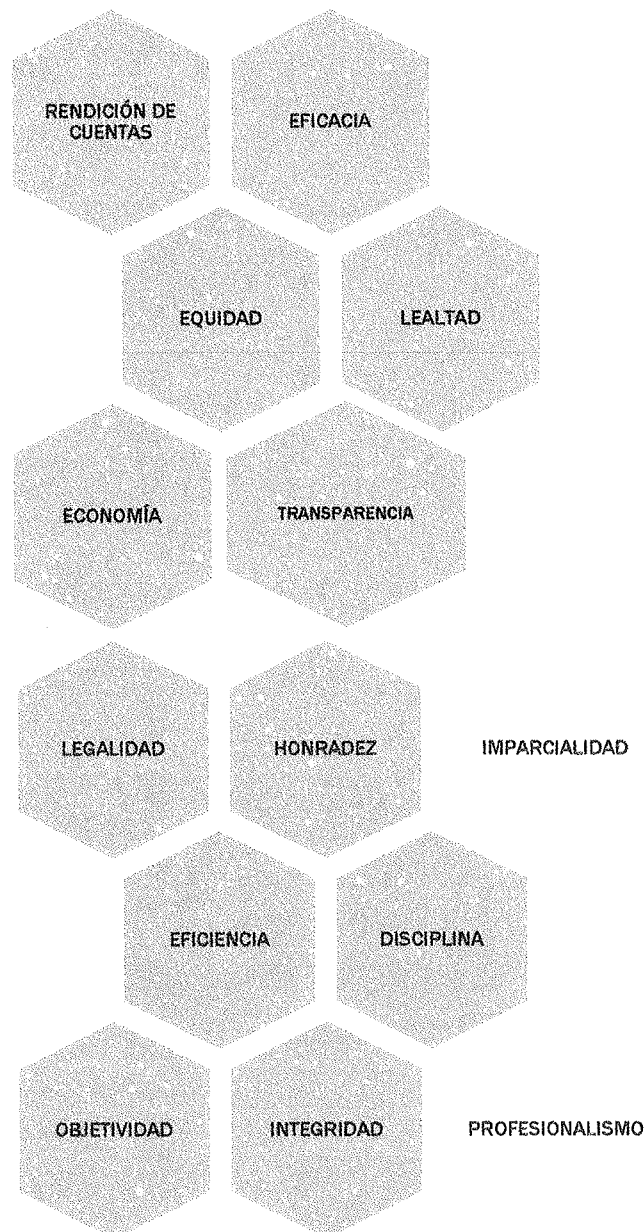 RENDICIÓN DE
CUENTAS
EFICACIA
EQUIDAD
LEALTAD
ECONOMÍA
TRANSPARENCIA
LEGALIDAD
HONRADEZ
IMPARCIALIDAD
EFICIENCIA
DISCIPLINA
OBJETIVIDAD
INTEGRIDAD
PROFESIONALISMO